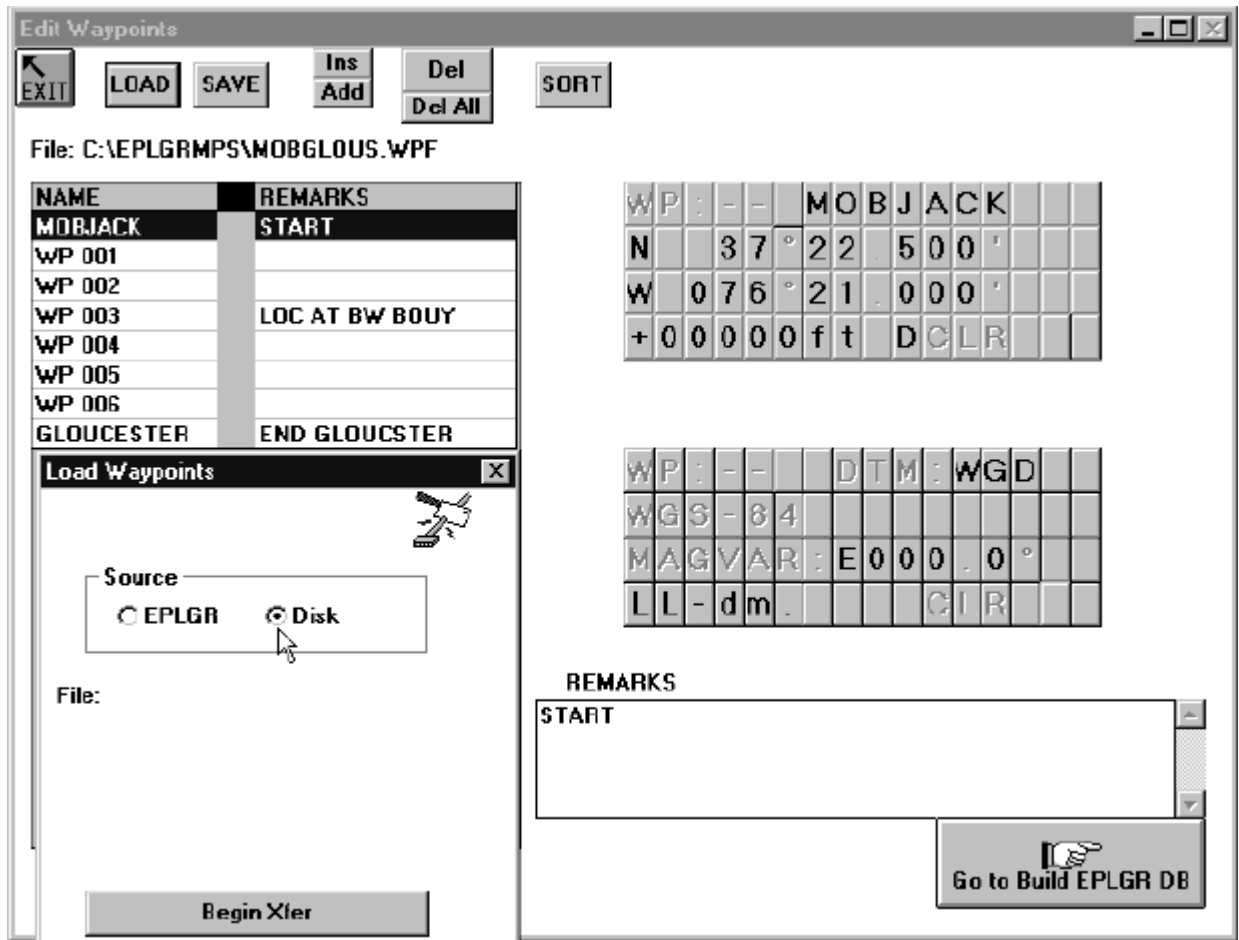 Edit Waypoints
EXIT LOAD SAVE Ins Add Del Del All SORT
File: C:\EPLGRMPS\MOBGLOUS.WPF
NAME REMARKS
MOBJACK START
WP 001
WP 002
WP 003 LOC AT BW BOUY
WP 004
WP 005
WP 006
GLOUCESTER END GLOUCSTER
WP:-- MOBJACK
N 37°22.500'
W 076°21.000'
+00000ft DCLR
Load Waypoints
Source
EPLGR Disk
File:
Begin Xfer
WP:-- DTM:WGD
WGS-84
MAGVAR:E000.0°
LL-dm. CLR
REMARKS
START
Go to Build EPLGR DB